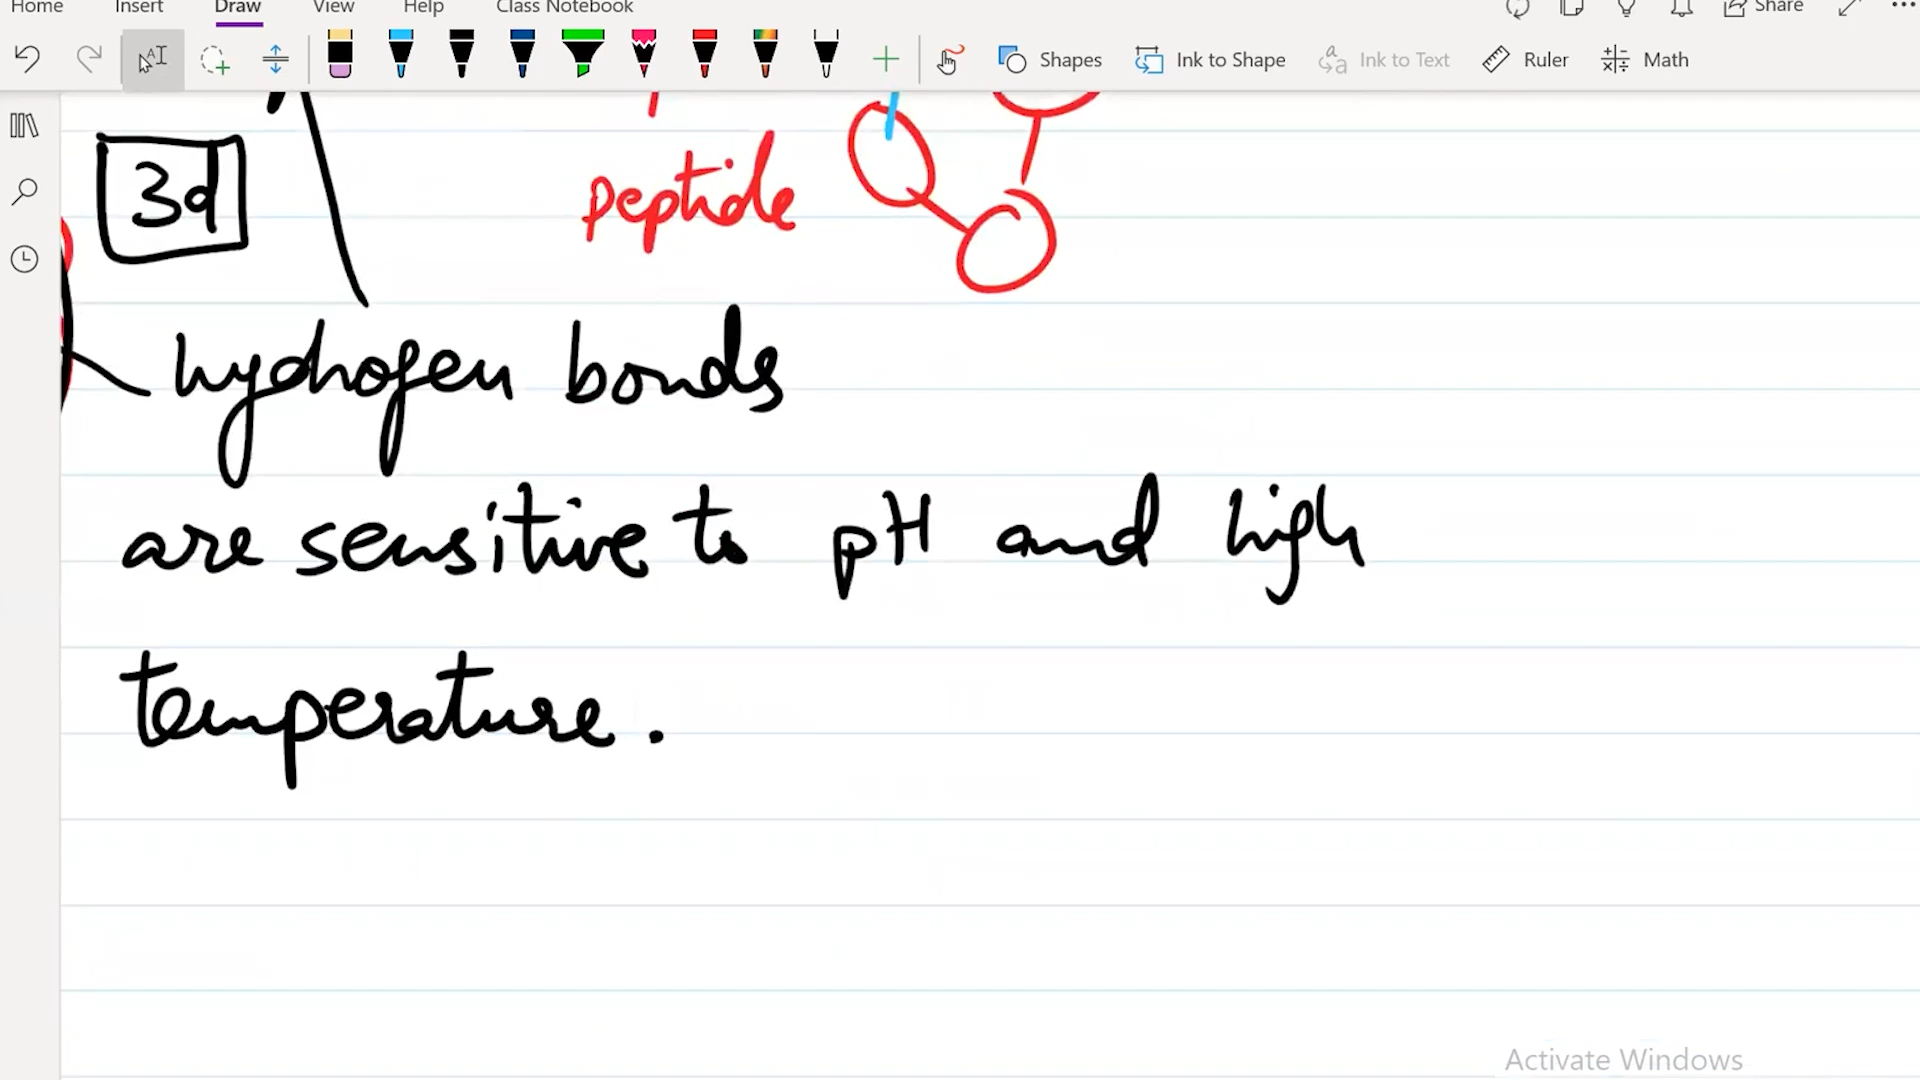 Home Insert Draw View Help Class Notebook Share
Shapes Ink to Shape Ink to Text Ruler Math
3d
peptide
hydrogen bonds
are sensitive to pH and high
temperature.
Activate Windows